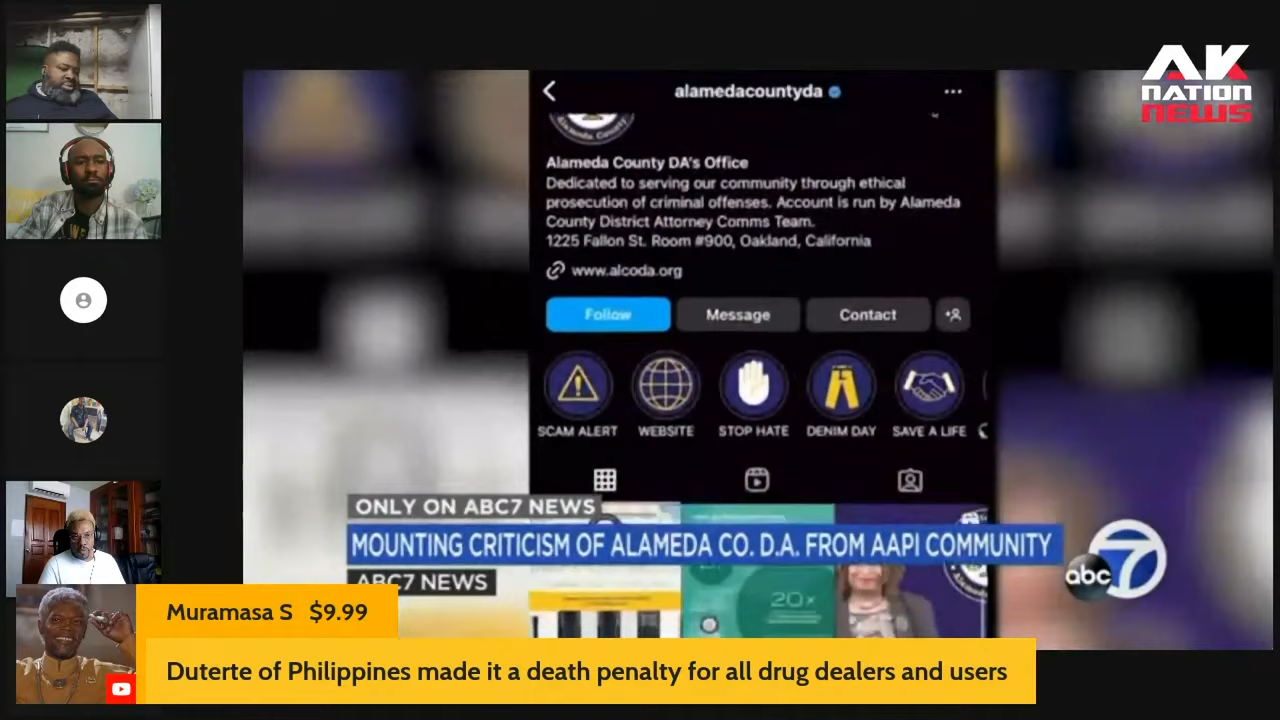 AK
NATION
NEWS
alamedacountyda
Alameda County
Alameda County DA's Office
Dedicated to serving our community through ethical
prosecution of criminal offenses. Account is run by Alameda
County District Attorney Comms Team.
1225 Fallon St. Room #900, Oakland, California
www.alcoda.org
Follow
Message
Contact
SCAM ALERT
WEBSITE
STOP HATE
DENIM DAY
SAVE A LIFE
ONLY ON ABC7 NEWS
MOUNTING CRITICISM OF ALAMEDA CO. D.A. FROM AAPI COMMUNITY
ABC7 NEWS
abc 7
20x
Muramasa S $9.99
Duterte of Philippines made it a death penalty for all drug dealers and users